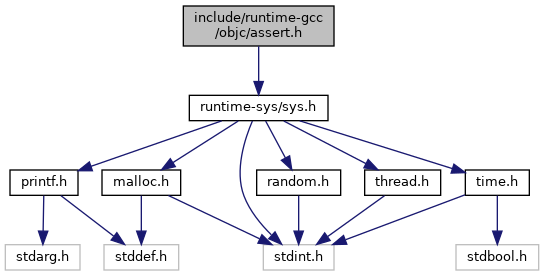 include/runtime-gcc
/objc/assert.h
runtime-sys/sys.h
printf.h
malloc.h
random.h
thread.h
time.h
stdarg.h
stddef.h
stdint.h
stdbool.h